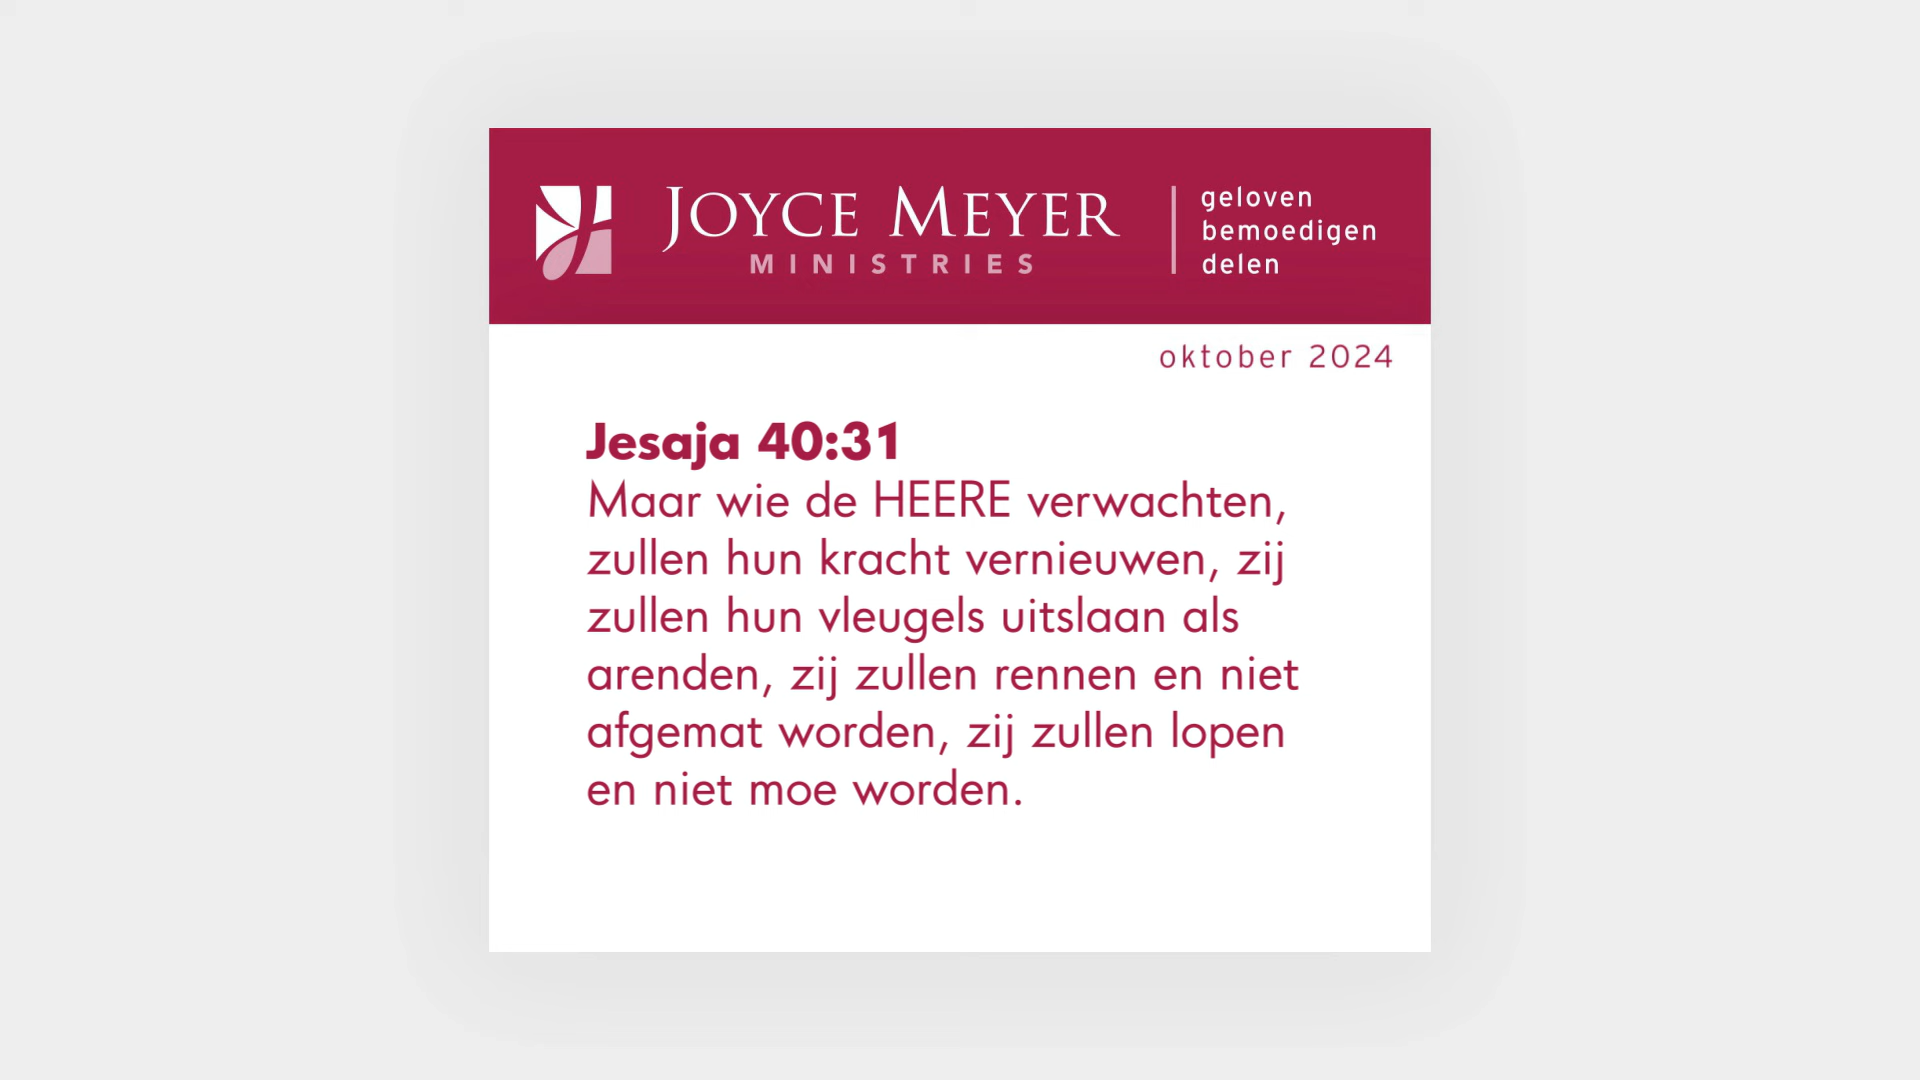 JOYCE MEYER
MINISTRIES
geloven
bemoedigen
delen
oktober 2024
Jesaja 40:31
Maar wie de HEERE verwachten,
zullen hun kracht vernieuwen, zij
zullen hun vleugels uitslaan als
arenden, zij zullen rennen en niet
afgemat worden, zij zullen lopen
en niet moe worden.